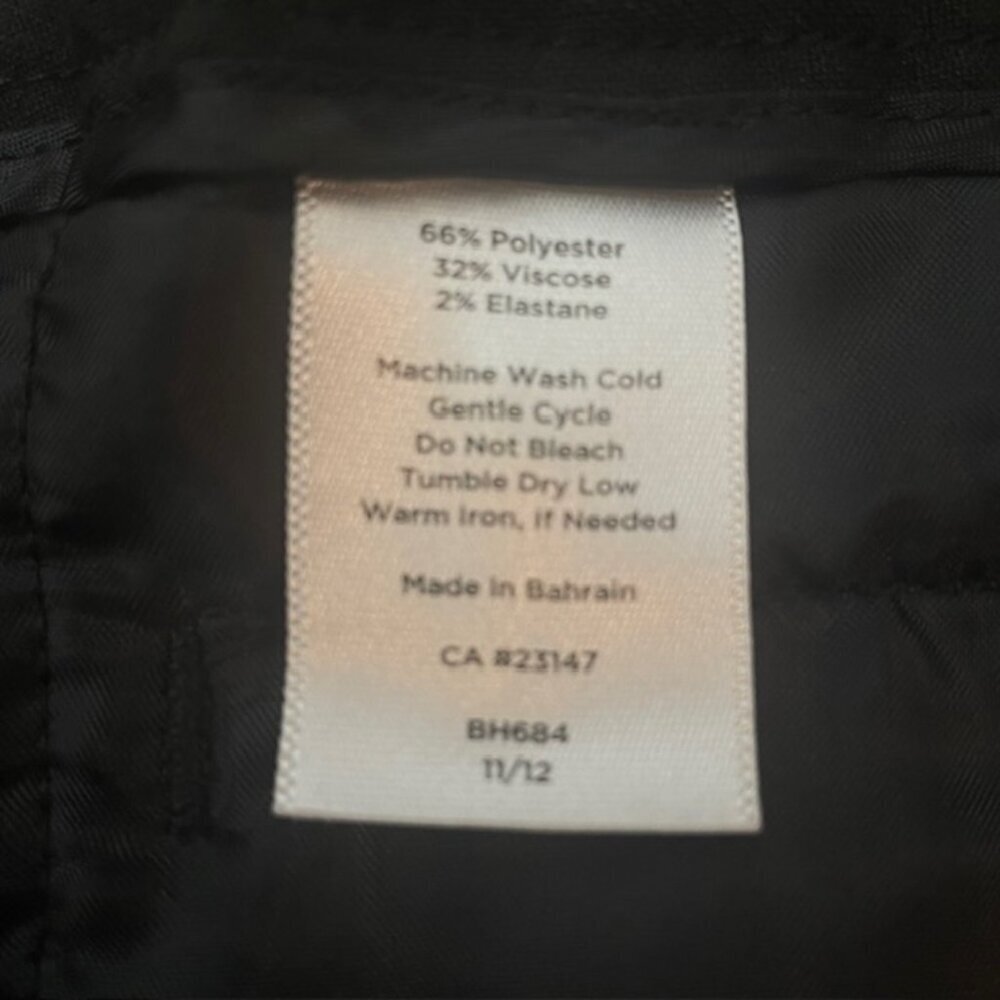 66% Polyester
32% Viscose
2% Elastane
Machine Wash Cold
Gentle Cycle
Do Not Bleach
Tumble Dry Low
Warm Iron, If Needed
Made In Bahrain
CA #23147
BH684
11/12